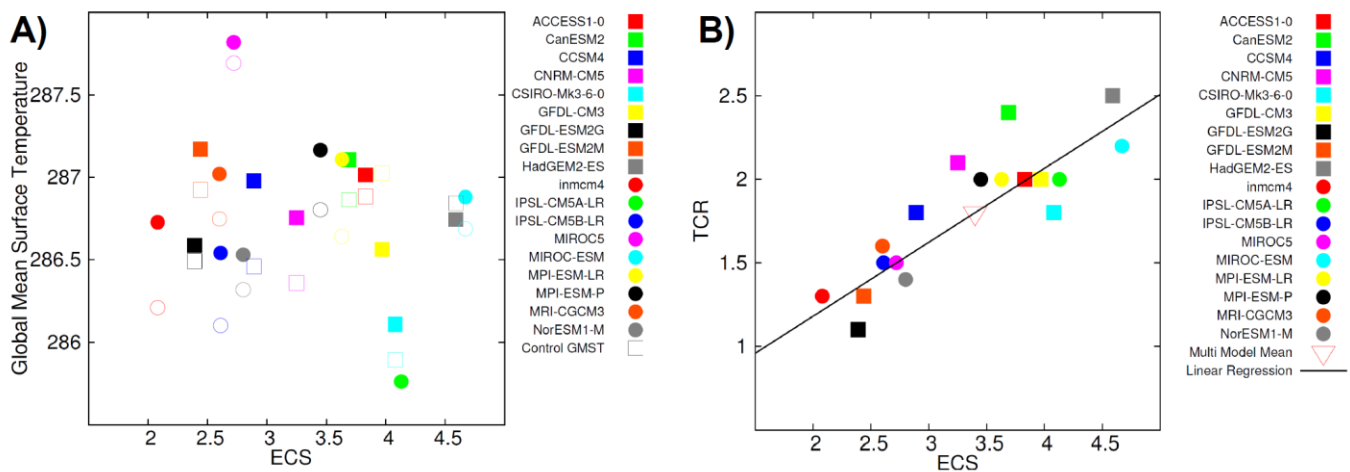 A)
Global Mean Surface Temperature
287.5
287
286.5
286
2 2.5 3 3.5 4 4.5
ECS
ACCESS1-0
CanESM2
CCSM4
CNRM-CM5
CSIRO-Mk3-6-0
GFDL-CM3
GFDL-ESM2G
GFDL-ESM2M
HadGEM2-ES
inmcm4
IPSL-CM5A-LR
IPSL-CM5B-LR
MIROC5
MIROC-ESM
MPI-ESM-LR
MPI-ESM-P
MRI-CGCM3
NorESM1-M
Control GMST
B)
TCR
2.5
2
1.5
1
2 2.5 3 3.5 4 4.5
ECS
ACCESS1-0
CanESM2
CCSM4
CNRM-CM5
CSIRO-Mk3-6-0
GFDL-CM3
GFDL-ESM2G
GFDL-ESM2M
HadGEM2-ES
inmcm4
IPSL-CM5A-LR
IPSL-CM5B-LR
MIROC5
MIROC-ESM
MPI-ESM-LR
MPI-ESM-P
MRI-CGCM3
NorESM1-M
Multi Model Mean
Linear Regression